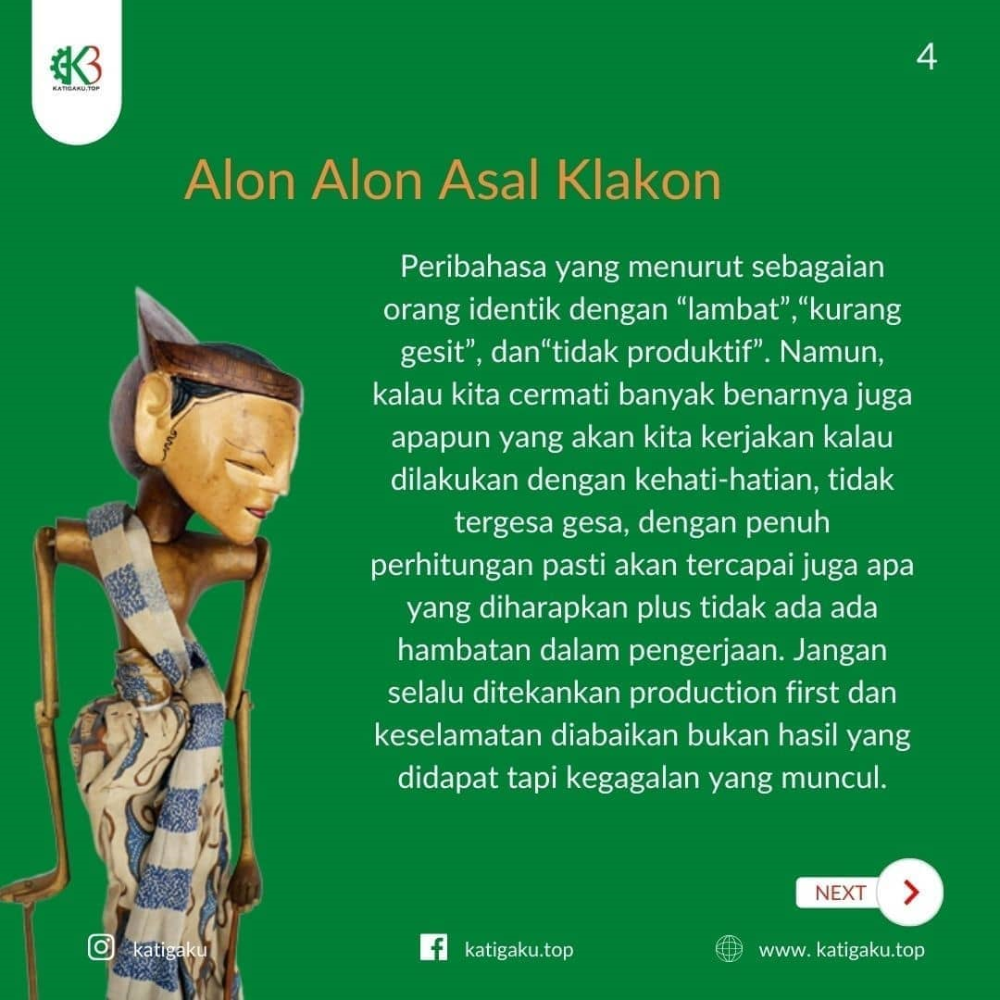 K3
KATIGAKU.TOP
4
Alon Alon Asal Klakon
Peribahasa yang menurut sebagaian
orang identik dengan “lambat”,“kurang
gesit”, dan“tidak produktif”. Namun,
kalau kita cermati banyak benarnya juga
apapun yang akan kita kerjakan kalau
dilakukan dengan kehati-hatian, tidak
tergesa gesa, dengan penuh
perhitungan pasti akan tercapai juga apa
yang diharapkan plus tidak ada ada
hambatan dalam pengerjaan. Jangan
selalu ditekankan production first dan
keselamatan diabaikan bukan hasil yang
didapat tapi kegagalan yang muncul.
NEXT
katigaku
katigaku.top
www. katigaku.top